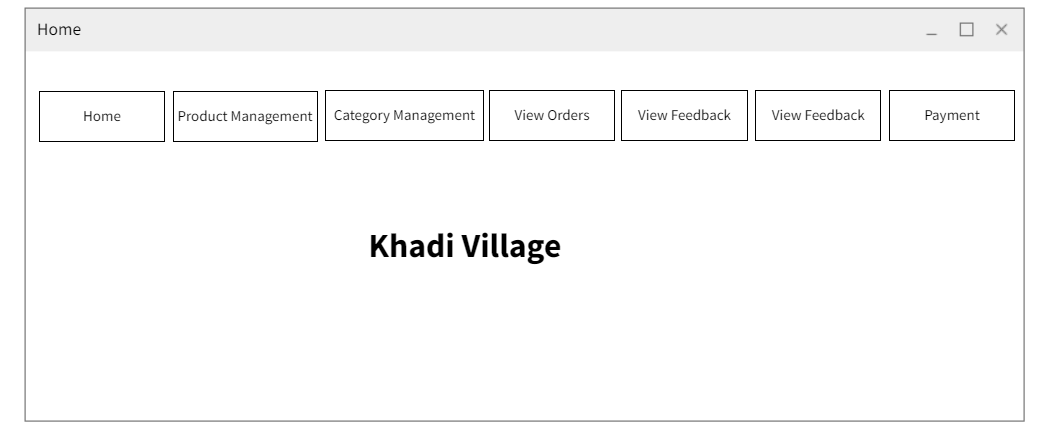 Home
Home
Product Management
Category Management
View Orders
View Feedback
View Feedback
Payment
Khadi Village